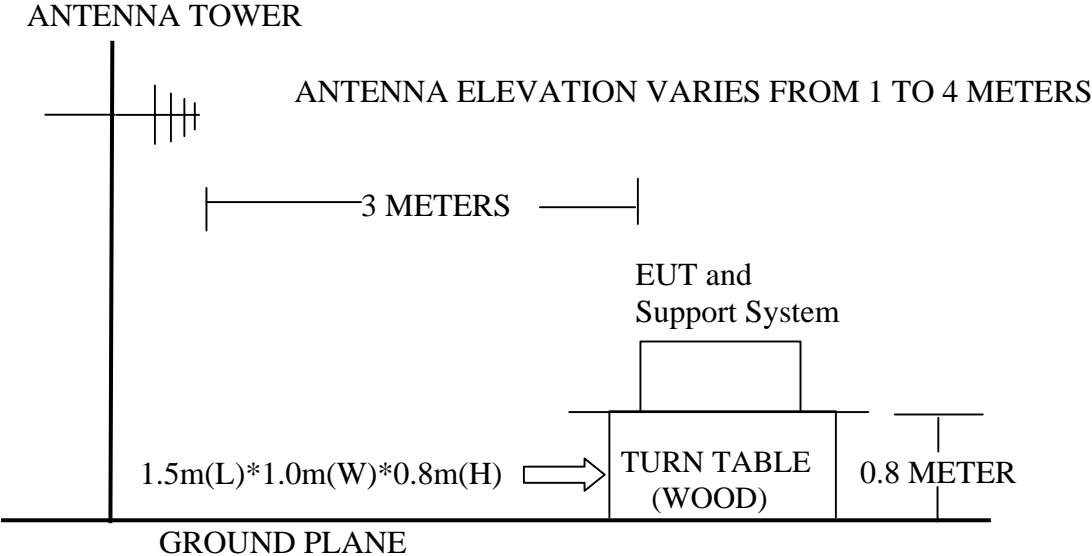 ANTENNA TOWER
ANTENNA ELEVATION VARIES FROM 1 TO 4 METERS
3 METERS
EUT and
Support System
1.5m(L)*1.0m(W)*0.8m(H)
TURN TABLE
(WOOD)
0.8 METER
GROUND PLANE